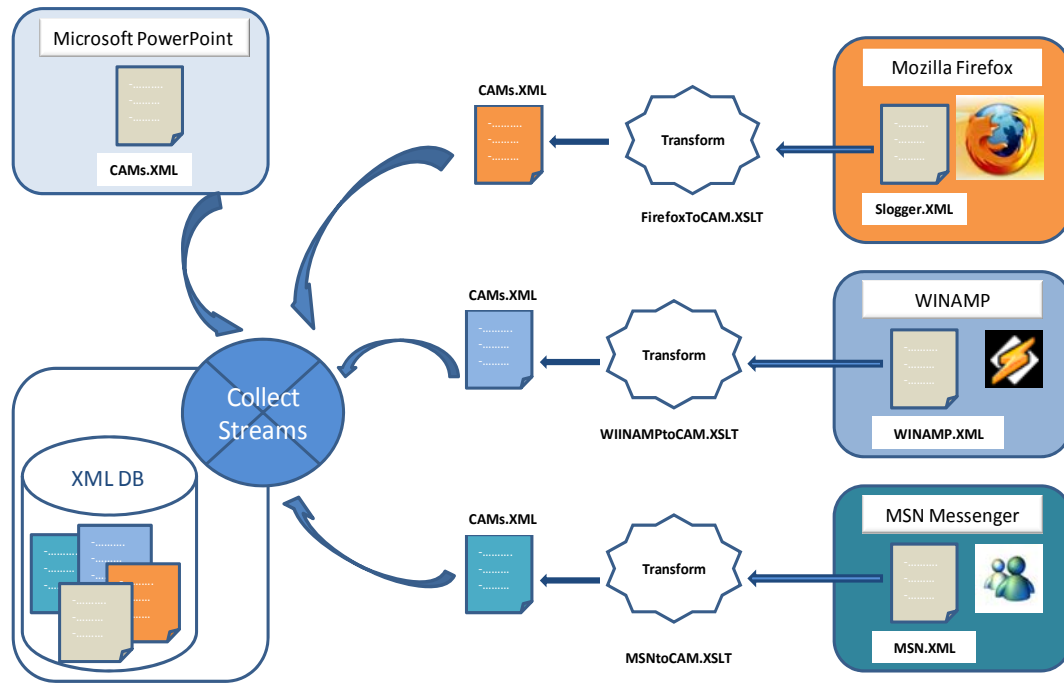 Microsoft PowerPoint
CAMs.XML
Mozilla Firefox
Slogger.XML
CAMs.XML
Transform
FirefoxToCAM.XSLT
WINAMP
WINAMP.XML
CAMs.XML
Transform
WIINAMPtoCAM.XSLT
Collect
Streams
XML DB
MSN Messenger
MSN.XML
CAMs.XML
Transform
MSNtoCAM.XSLT